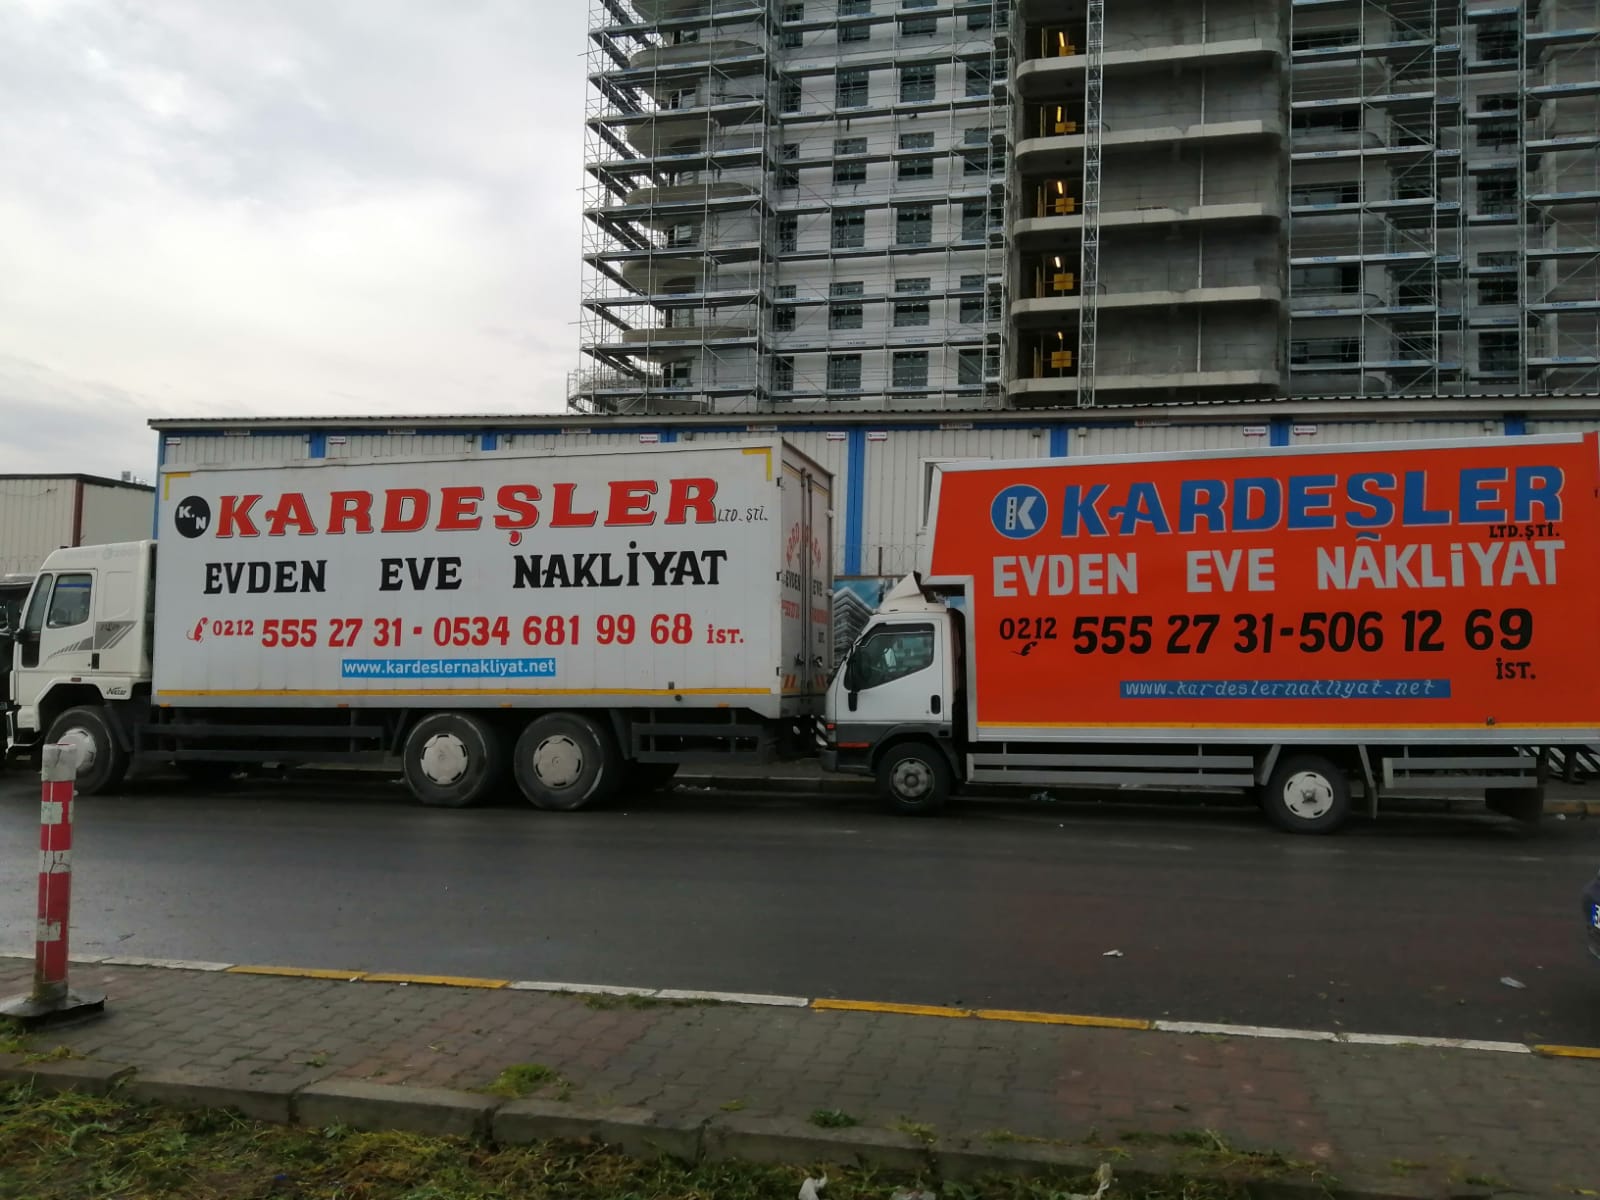 K.N KARDEŞLER LTD. ŞTİ.
EVDEN EVE NAKLİYAT
0212 555 27 31 - 0534 681 99 68 İST.
www.kardeslernakliyat.net
K KARDEŞLER
LTD.ŞTİ.
EVDEN EVE NAKLİYAT
0212 555 27 31-506 12 69
İST.
www.kardeslernakliyat.net